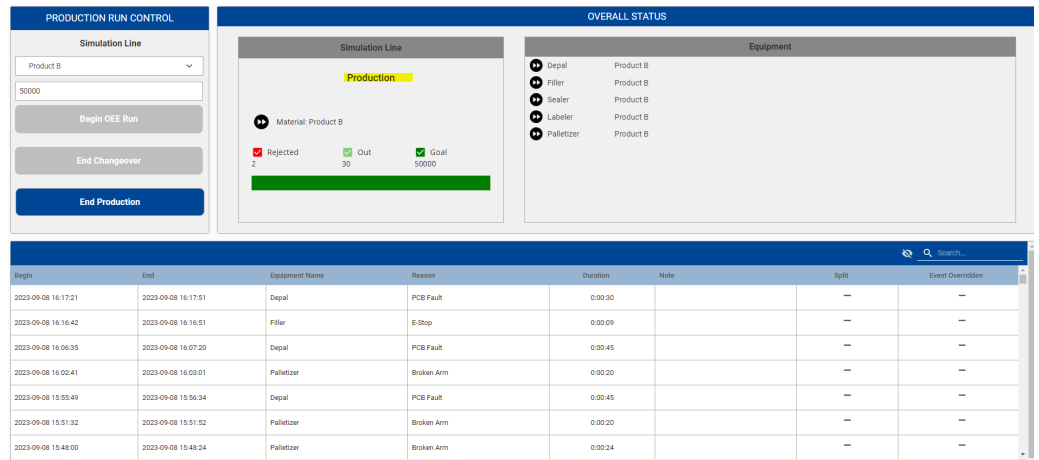 PRODUCTION RUN CONTROL
Simulation Line
Product B
50000
Begin OEE Run
End Changeover
End Production
OVERALL STATUS
Simulation Line
Production
Material: Product B
Rejected Out Goal
2 30 50000
Equipment
Depal Product B
Filler Product B
Sealer Product B
Labeler Product B
Palletizer Product B
Search...
Begin End Equipment Name Reason Duration Note Split Event Overridden
2023-09-08 16:17:21 2023-09-08 16:17:51 Depal PCB Fault 0:00:30 — —
2023-09-08 16:16:42 2023-09-08 16:16:51 Filler E-Stop 0:00:09 — —
2023-09-08 16:06:35 2023-09-08 16:07:20 Depal PCB Fault 0:00:45 — —
2023-09-08 16:02:41 2023-09-08 16:03:01 Palletizer Broken Arm 0:00:20 — —
2023-09-08 15:55:49 2023-09-08 15:56:34 Depal PCB Fault 0:00:45 — —
2023-09-08 15:51:32 2023-09-08 15:51:52 Palletizer Broken Arm 0:00:20 — —
2023-09-08 15:48:00 2023-09-08 15:48:24 Palletizer Broken Arm 0:00:24 — —